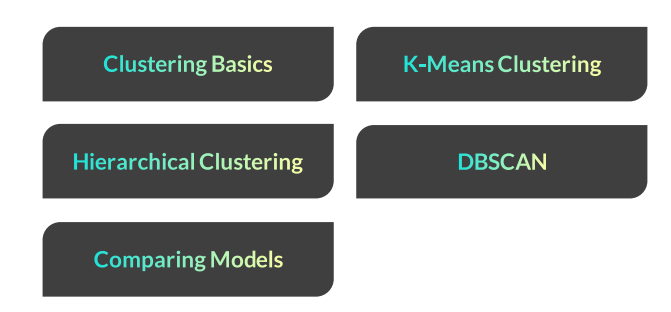 Clustering Basics
K-Means Clustering
Hierarchical Clustering
DBSCAN
Comparing Models